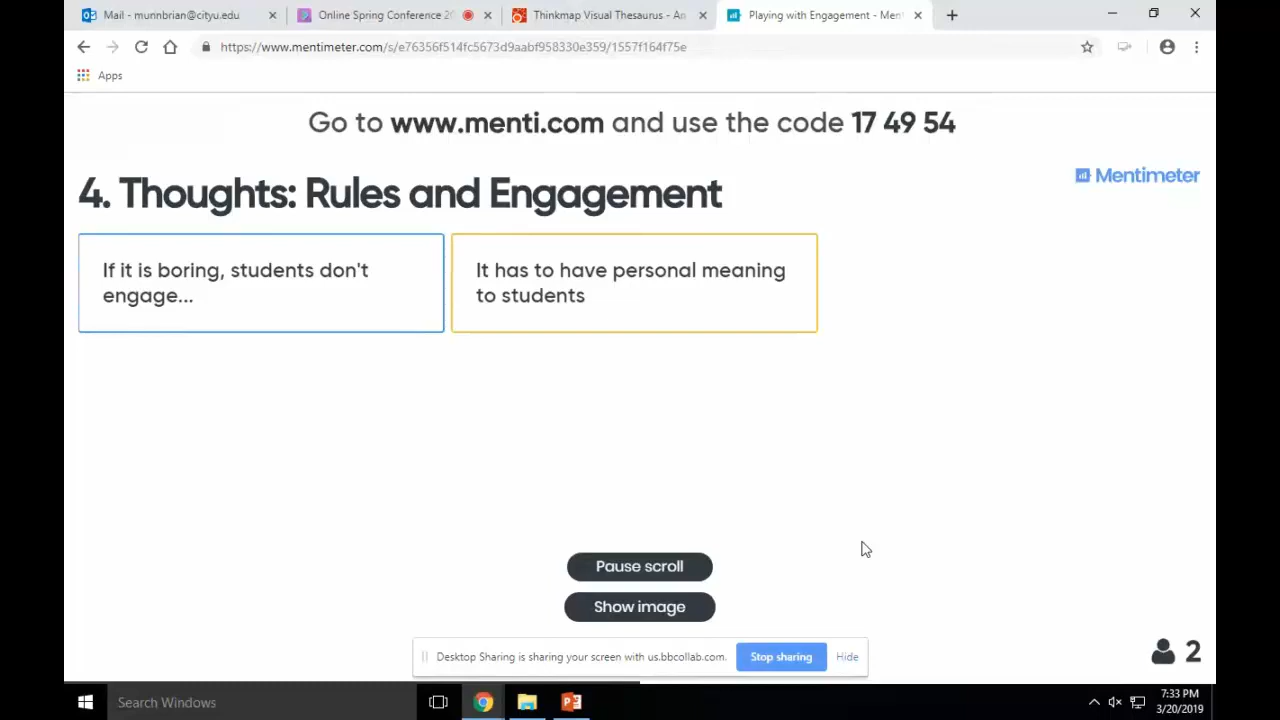 Mail - murinbrian@cityu.edu
Online Spring Conference 20
Thinkmap Visual Thesaurus - An
Playing with Engagement - Ment
https://www.mentimeter.com/s/e76356f514fc5673d9aabf958330e359/1557f164f75e
Apps
Go to www.menti.com and use the code 17 49 54
4. Thoughts: Rules and Engagement
Mentimeter
If it is boring, students don't
engage...
It has to have personal meaning
to students
Pause scroll
Show image
Desktop Sharing is sharing your screen with us.bbcollab.com.
Stop sharing
Hide
2
Search Windows
7:33 PM
3/20/2019